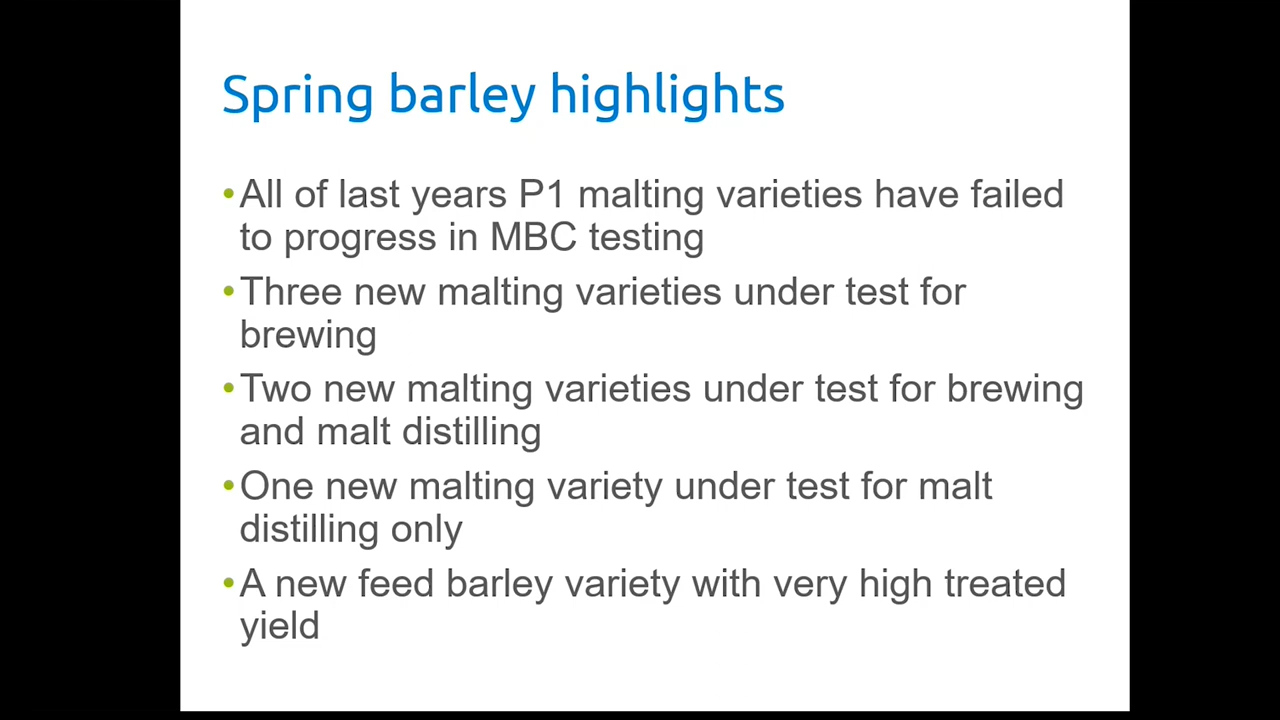 Spring barley highlights
•All of last years P1 malting varieties have failed
to progress in MBC testing
•Three new malting varieties under test for
brewing
•Two new malting varieties under test for brewing
and malt distilling
•One new malting variety under test for malt
distilling only
•A new feed barley variety with very high treated
yield